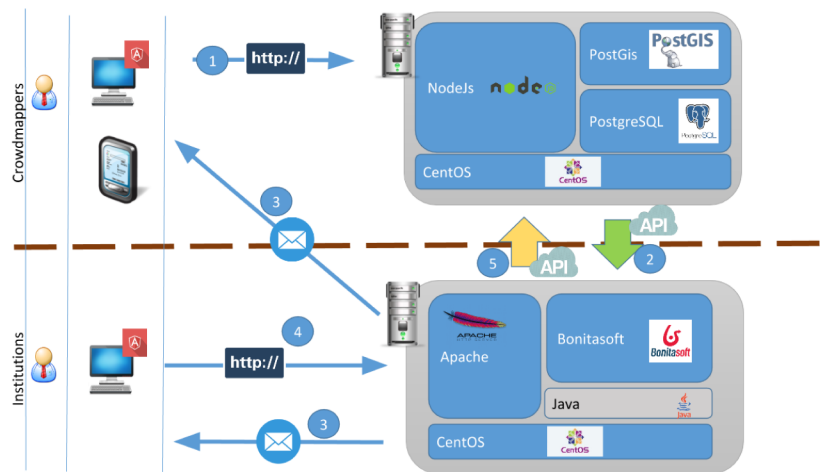 Crowdmappers
1
http://
NodeJs
node
PostGis
PostGIS
PostgreSQL
PostgreSQL
CentOS
CentOS
3
API
5
API
2
Institutions
4
http://
APACHE
Apache
Bonitasoft
Bonitasoft
Java
Java
3
CentOS
CentOS